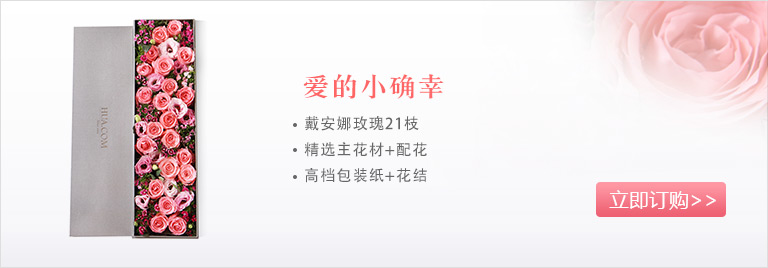 爱的小确幸
• 戴安娜玫瑰21枝
• 精选主花材+配花
• 高档包装纸+花结
立即订购>>
HUA.COM